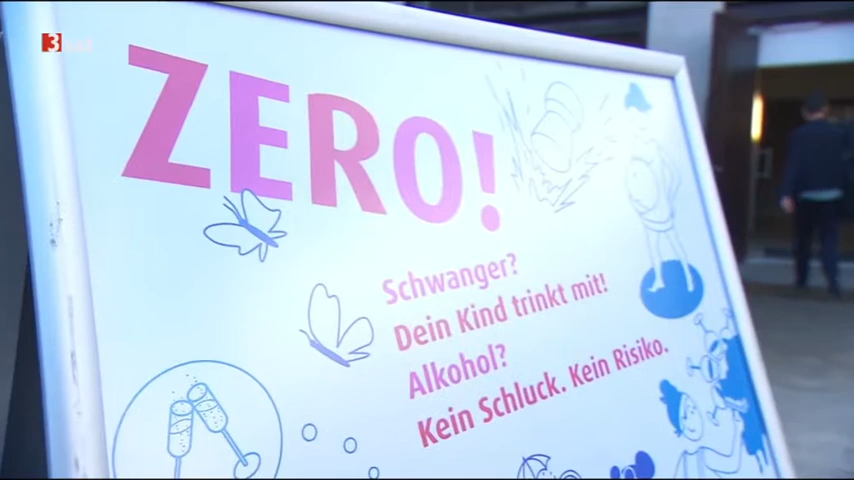 3sat
ZERO!
Schwanger?
Dein Kind trinkt mit!
Alkohol?
Kein Schluck. Kein Risiko.